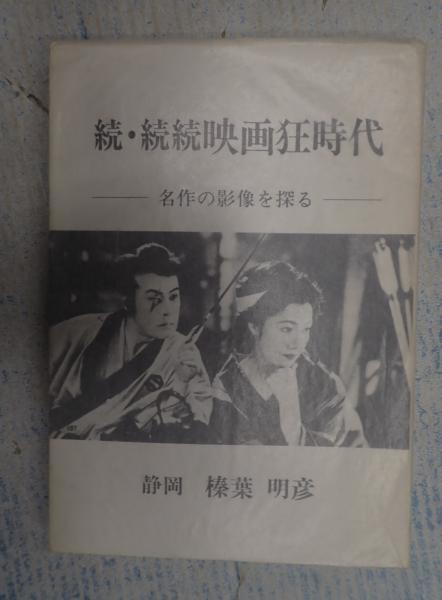 続・続続映画狂時代
名作の影像を探る
静岡 榛葉 明彦